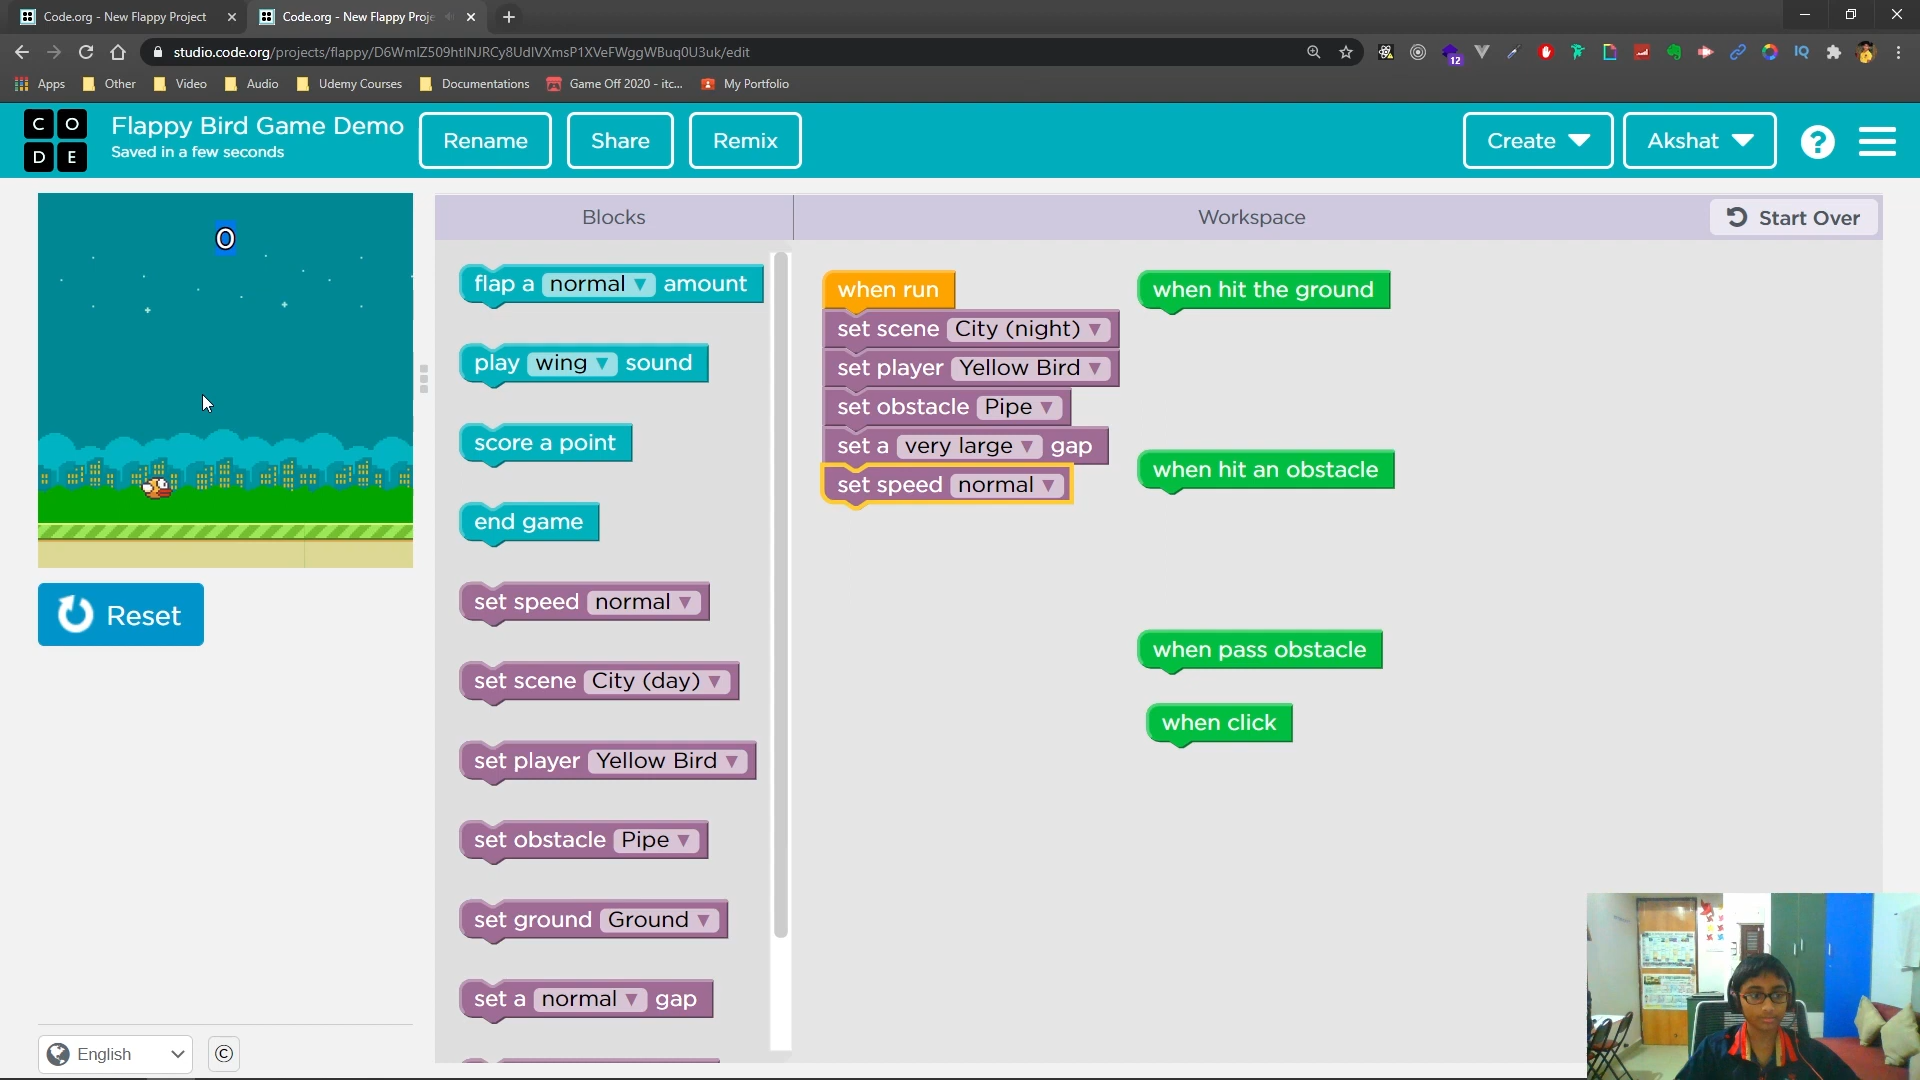 Code.org - New Flappy Project
Code.org - New Flappy Proje
studio.code.org/projects/flappy/D6WmIZ509htINJRCy8UdIVXmsP1XVeFWggWBuq0U3uk/edit
12
IQ
Apps
Other
Video
Audio
Udemy Courses
Documentations
Game Off 2020 - itc...
My Portfolio
C O
D E
Flappy Bird Game Demo
Saved in a few seconds
Rename
Share
Remix
Create
Akshat
?
0
Reset
English
©
Blocks
flap a normal amount
play wing sound
score a point
end game
set speed normal
set scene City (day)
set player Yellow Bird
set obstacle Pipe
set ground Ground
set a normal gap
Workspace
Start Over
when run
set scene City (night)
set player Yellow Bird
set obstacle Pipe
set a very large gap
set speed normal
when hit the ground
when hit an obstacle
when pass obstacle
when click